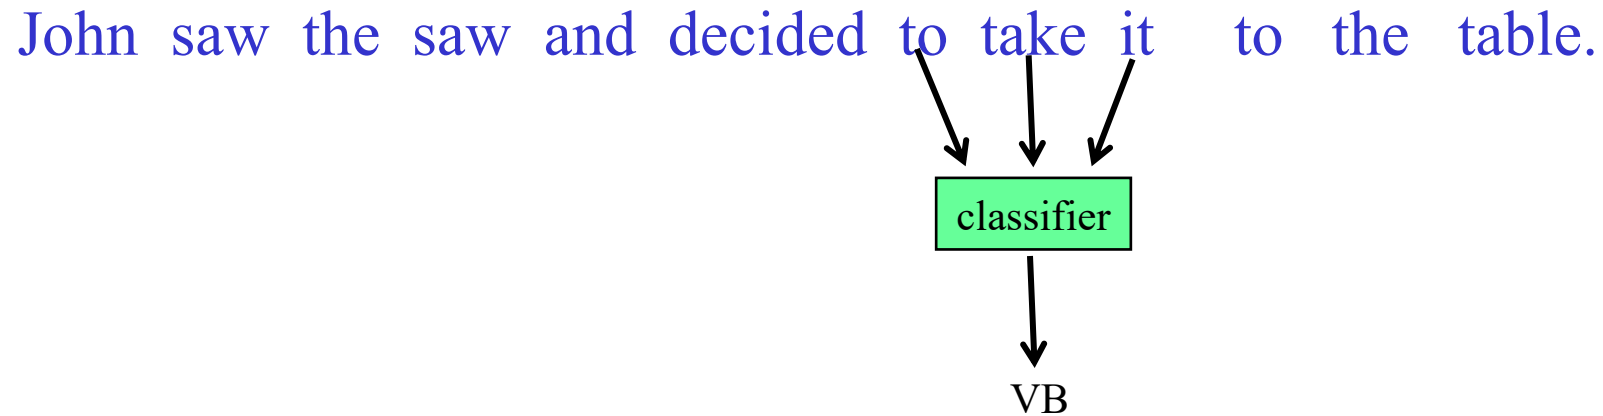 John saw the saw and decided to take it to the table.
classifier
VB